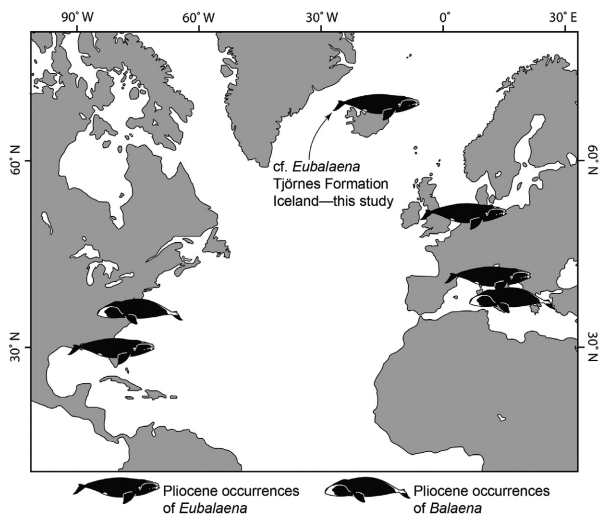 90° W
60° W
30° W
0°
30° E
60° N
60° N
cf. Eubalaena
Tjörnes Formation
Iceland—this study
30° N
30° N
Pliocene occurrences
of Eubalaena
Pliocene occurrences
of Balaena